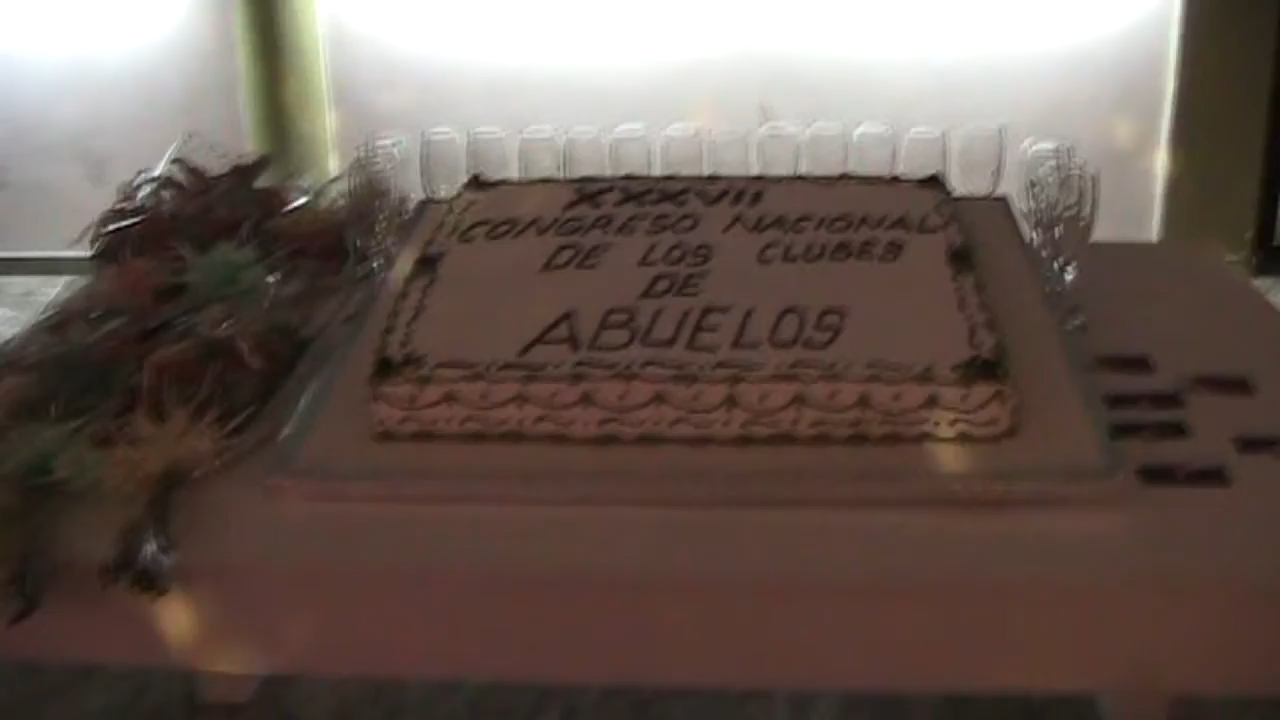 XXXVII
CONGRESO NACIONAL
DE LOS CLUBES
DE
ABUELOS